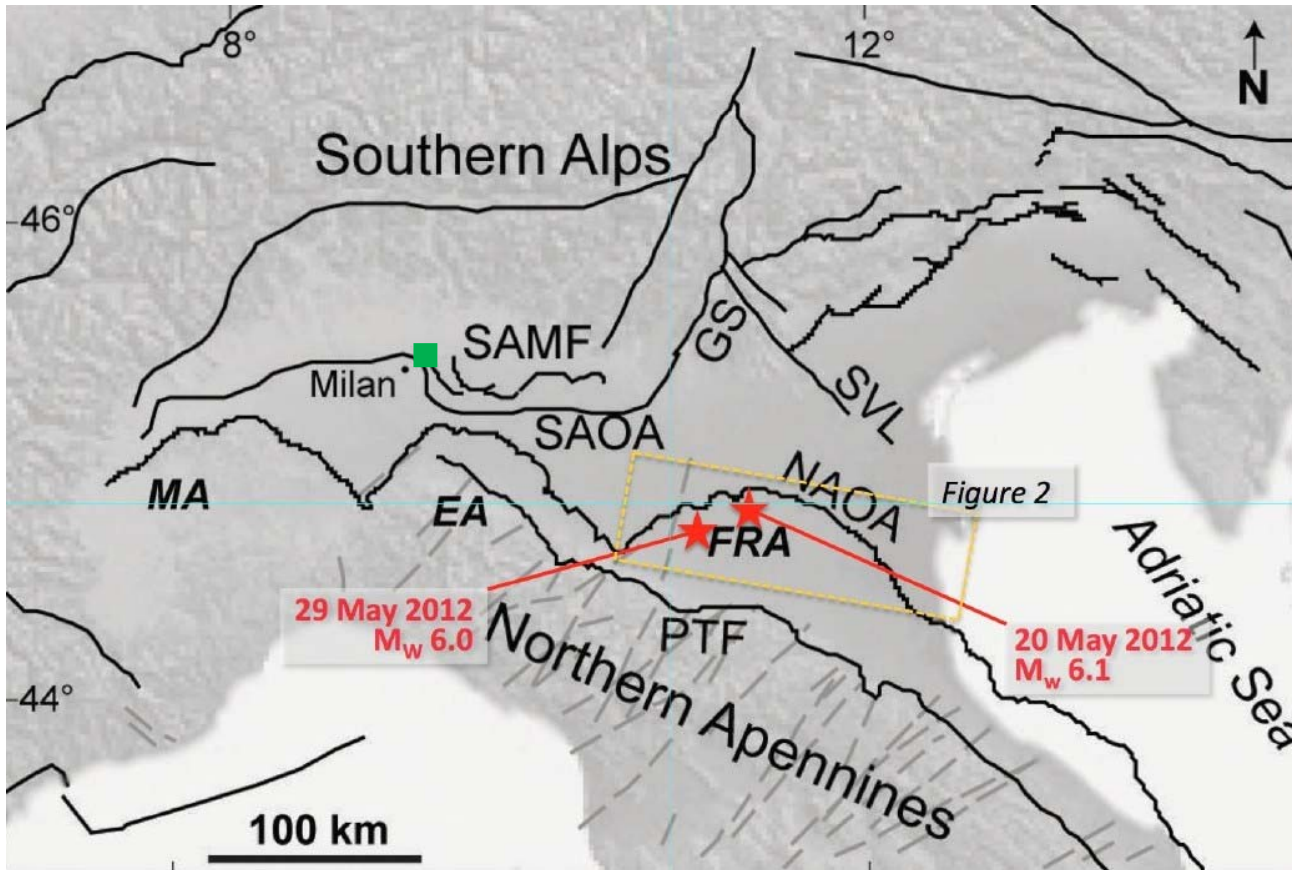 8°
12°
N
Southern Alps
46°
GS
SAMF
Milan
SVL
SAOA
NAOA
MA
EA
Figure 2
FRA
Adriatic Sea
29 May 2012
Mw 6.0
Northern Apennines
PTF
20 May 2012
Mw 6.1
44°
100 km